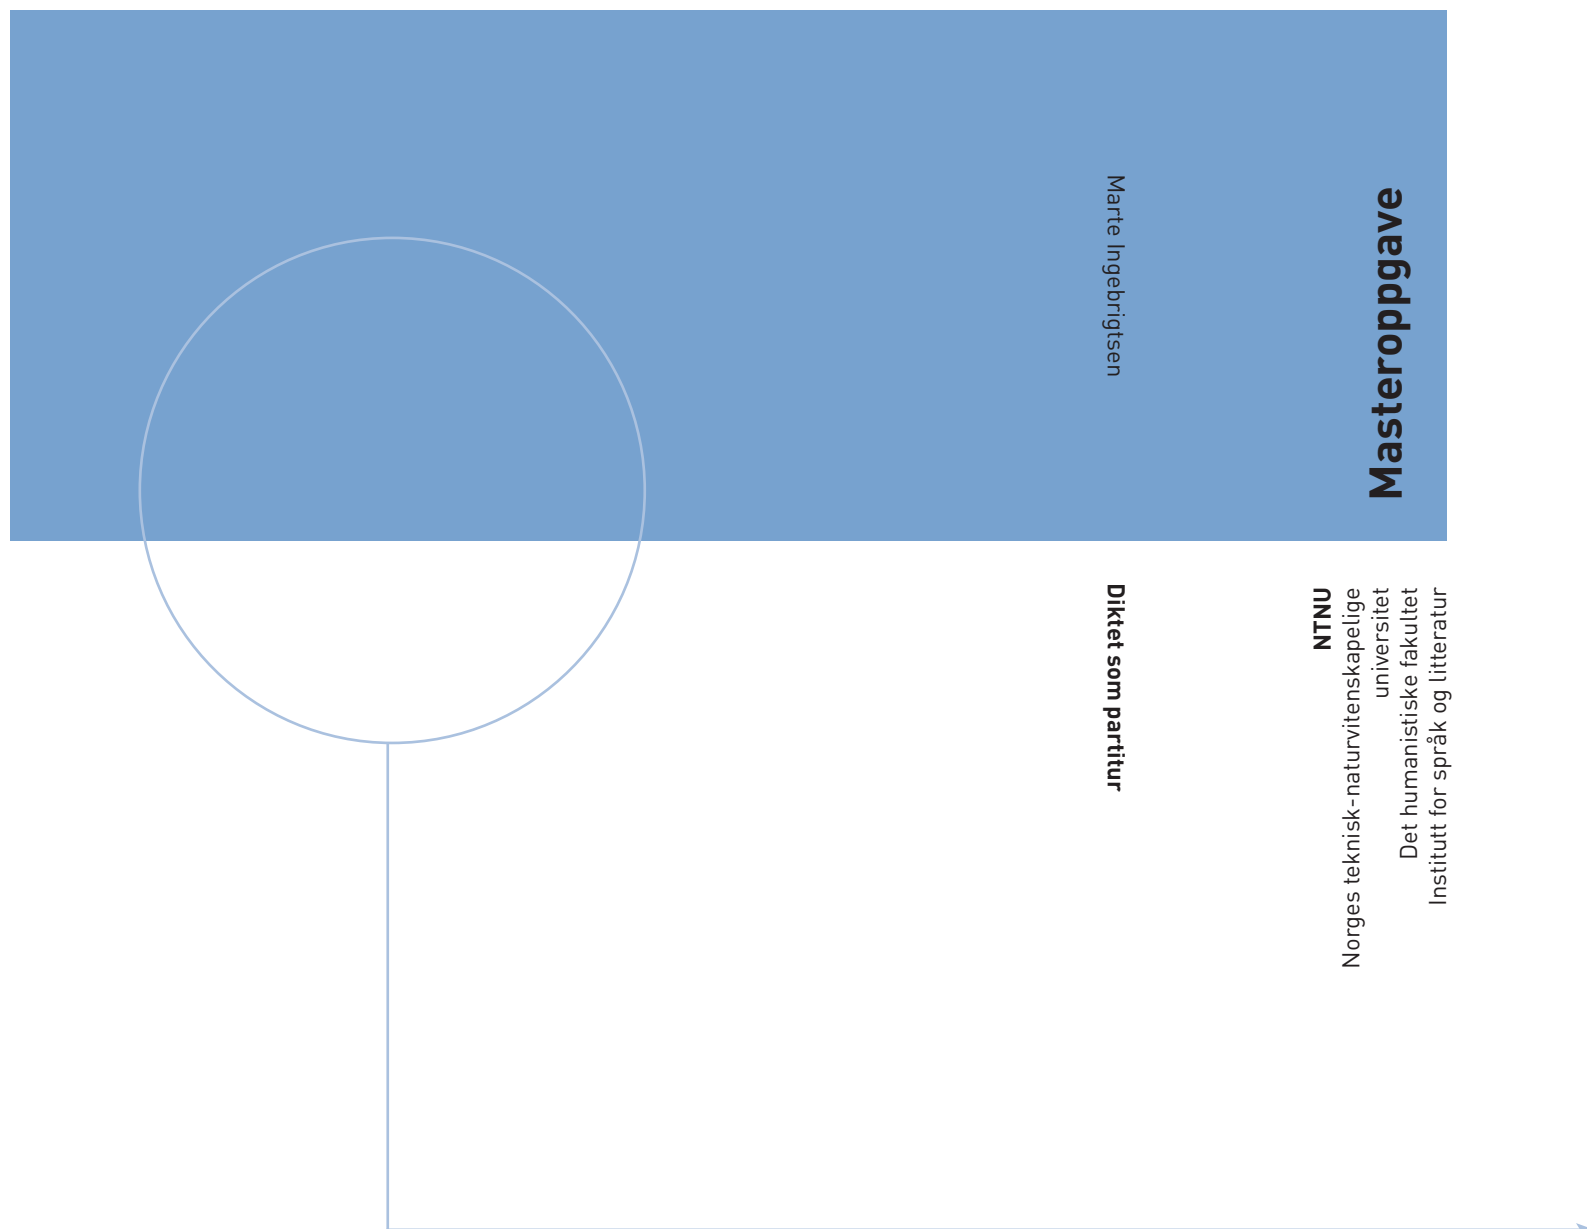 Marte Ingebrigtsen
Diktet som partitur
Masteroppgave
NTNU
Norges teknisk-naturvitenskapelige
universitet
Det humanistiske fakultet
Institutt for språk og litteratur